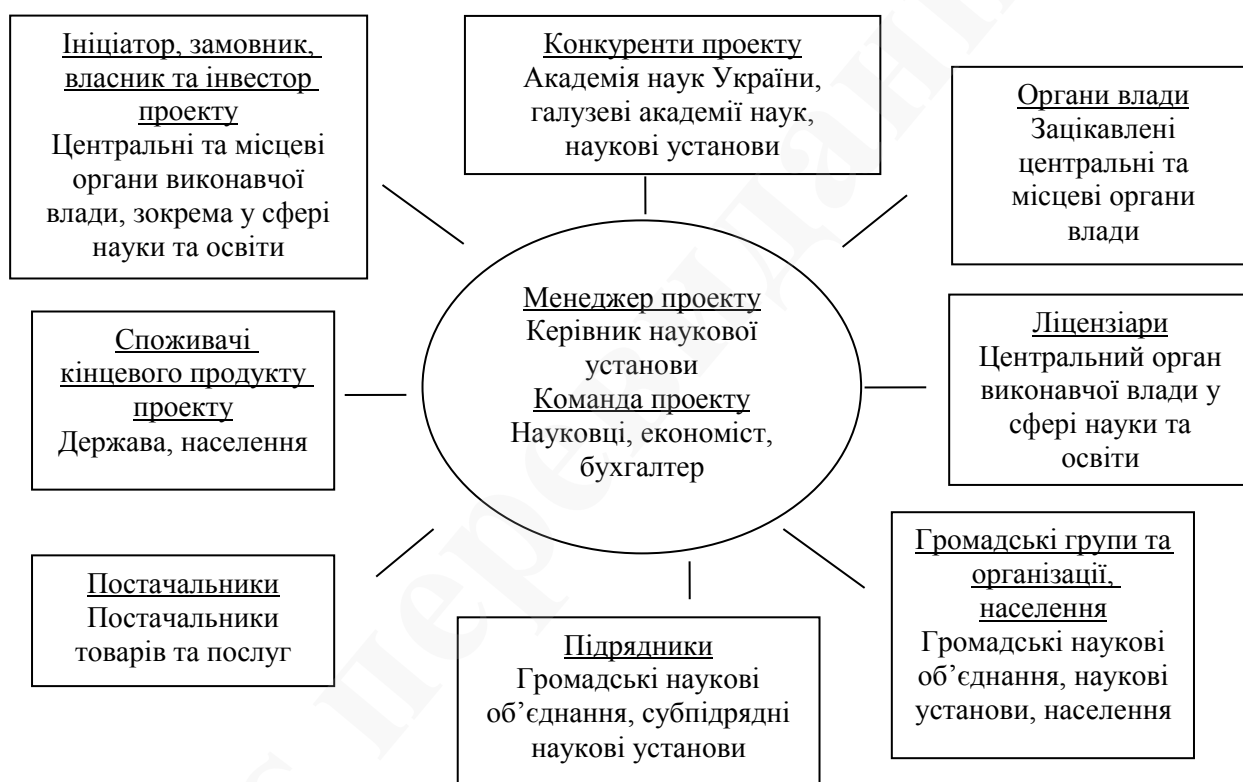 Ініціатор, замовник,
власник та інвестор
проекту
Центральні та місцеві
органи виконавчої
влади, зокрема у сфері
науки та освіти
Конкуренти проекту
Академія наук України,
галузеві академії наук,
наукові установи
Органи влади
Зацікавлені
центральні та
місцеві органи
влади
Споживачі
кінцевого продукту
проекту
Держава, населення
Менеджер проекту
Керівник наукової
установи
Команда проекту
Науковці, економіст,
бухгалтер
Ліцензіари
Центральний орган
виконавчої влади у
сфері науки та
освіти
Постачальники
Постачальники
товарів та послуг
Підрядники
Громадські наукові
об’єднання, субпідрядні
наукові установи
Громадські групи та
організації,
населення
Громадські наукові
об’єднання, наукові
установи, населення